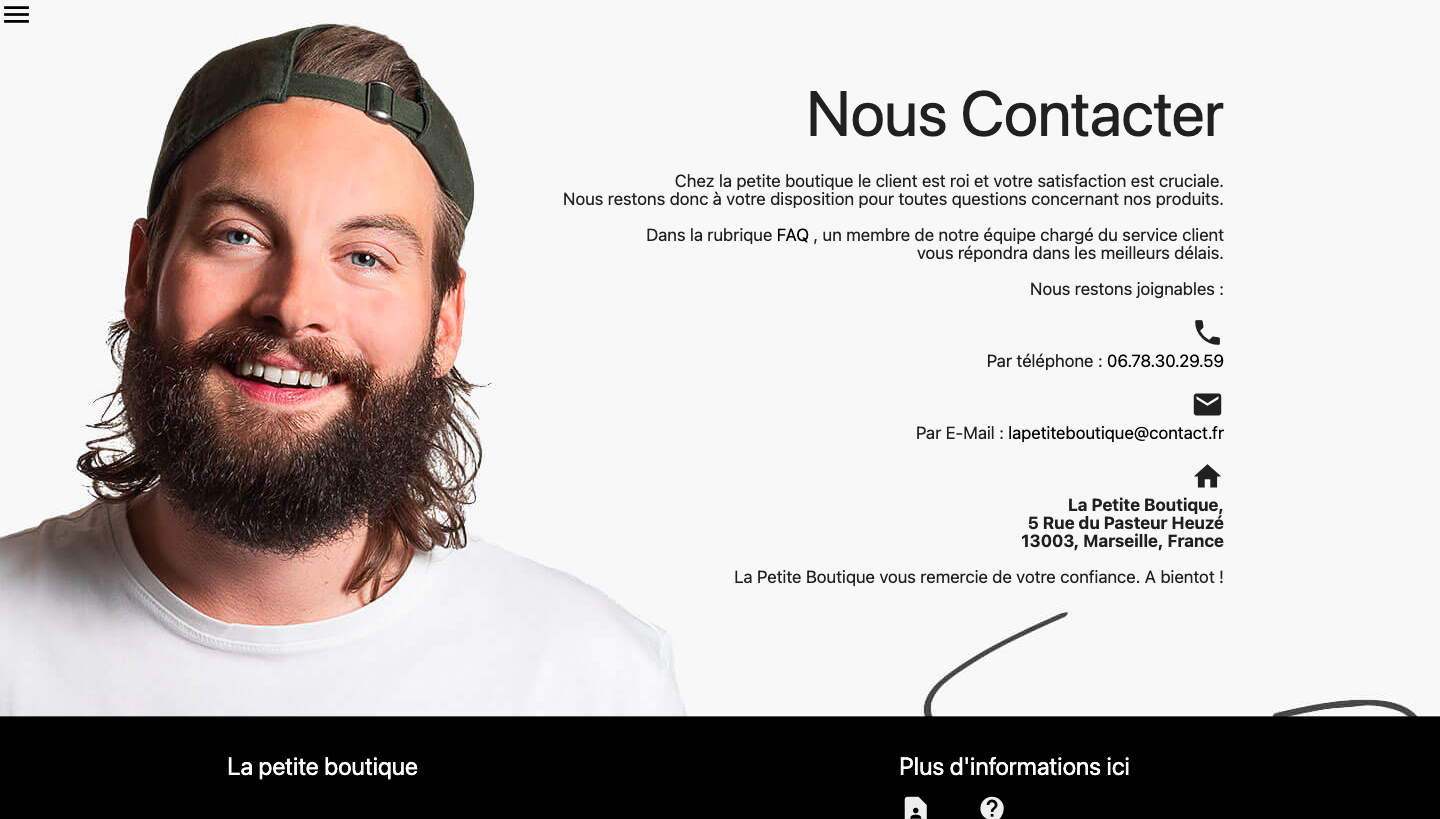 Nous Contacter
Chez la petite boutique le client est roi et votre satisfaction est cruciale.
Nous restons donc à votre disposition pour toutes questions concernant nos produits.
Dans la rubrique FAQ , un membre de notre équipe chargé du service client
vous répondra dans les meilleurs délais.
Nous restons joignables :
Par téléphone : 06.78.30.29.59
Par E-Mail : lapetiteboutique@contact.fr
La Petite Boutique,
5 Rue du Pasteur Heuzé
13003, Marseille, France
La Petite Boutique vous remercie de votre confiance. A bientot !
La petite boutique
Plus d'informations ici